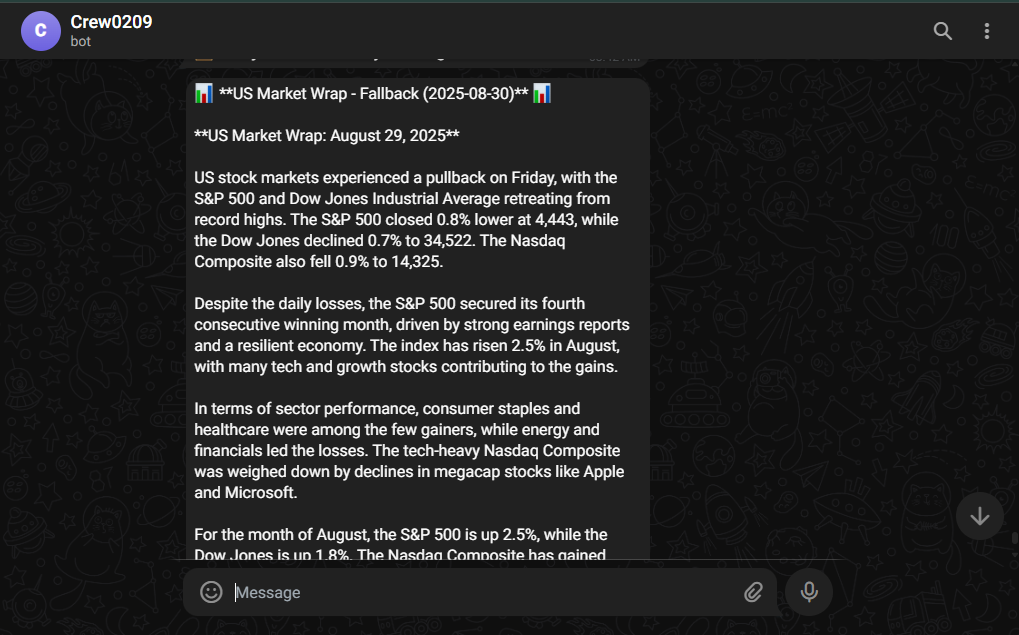 C
Crew0209
bot
📊 **US Market Wrap - Fallback (2025-08-30)** 📊
**US Market Wrap: August 29, 2025**
US stock markets experienced a pullback on Friday, with the
S&P 500 and Dow Jones Industrial Average retreating from
record highs. The S&P 500 closed 0.8% lower at 4,443, while
the Dow Jones declined 0.7% to 34,522. The Nasdaq
Composite also fell 0.9% to 14,325.
Despite the daily losses, the S&P 500 secured its fourth
consecutive winning month, driven by strong earnings reports
and a resilient economy. The index has risen 2.5% in August,
with many tech and growth stocks contributing to the gains.
In terms of sector performance, consumer staples and
healthcare were among the few gainers, while energy and
financials led the losses. The tech-heavy Nasdaq Composite
was weighed down by declines in megacap stocks like Apple
and Microsoft.
For the month of August, the S&P 500 is up 2.5%, while the
Dow Jones is up 1.8%. The Nasdaq Composite has gained
Message